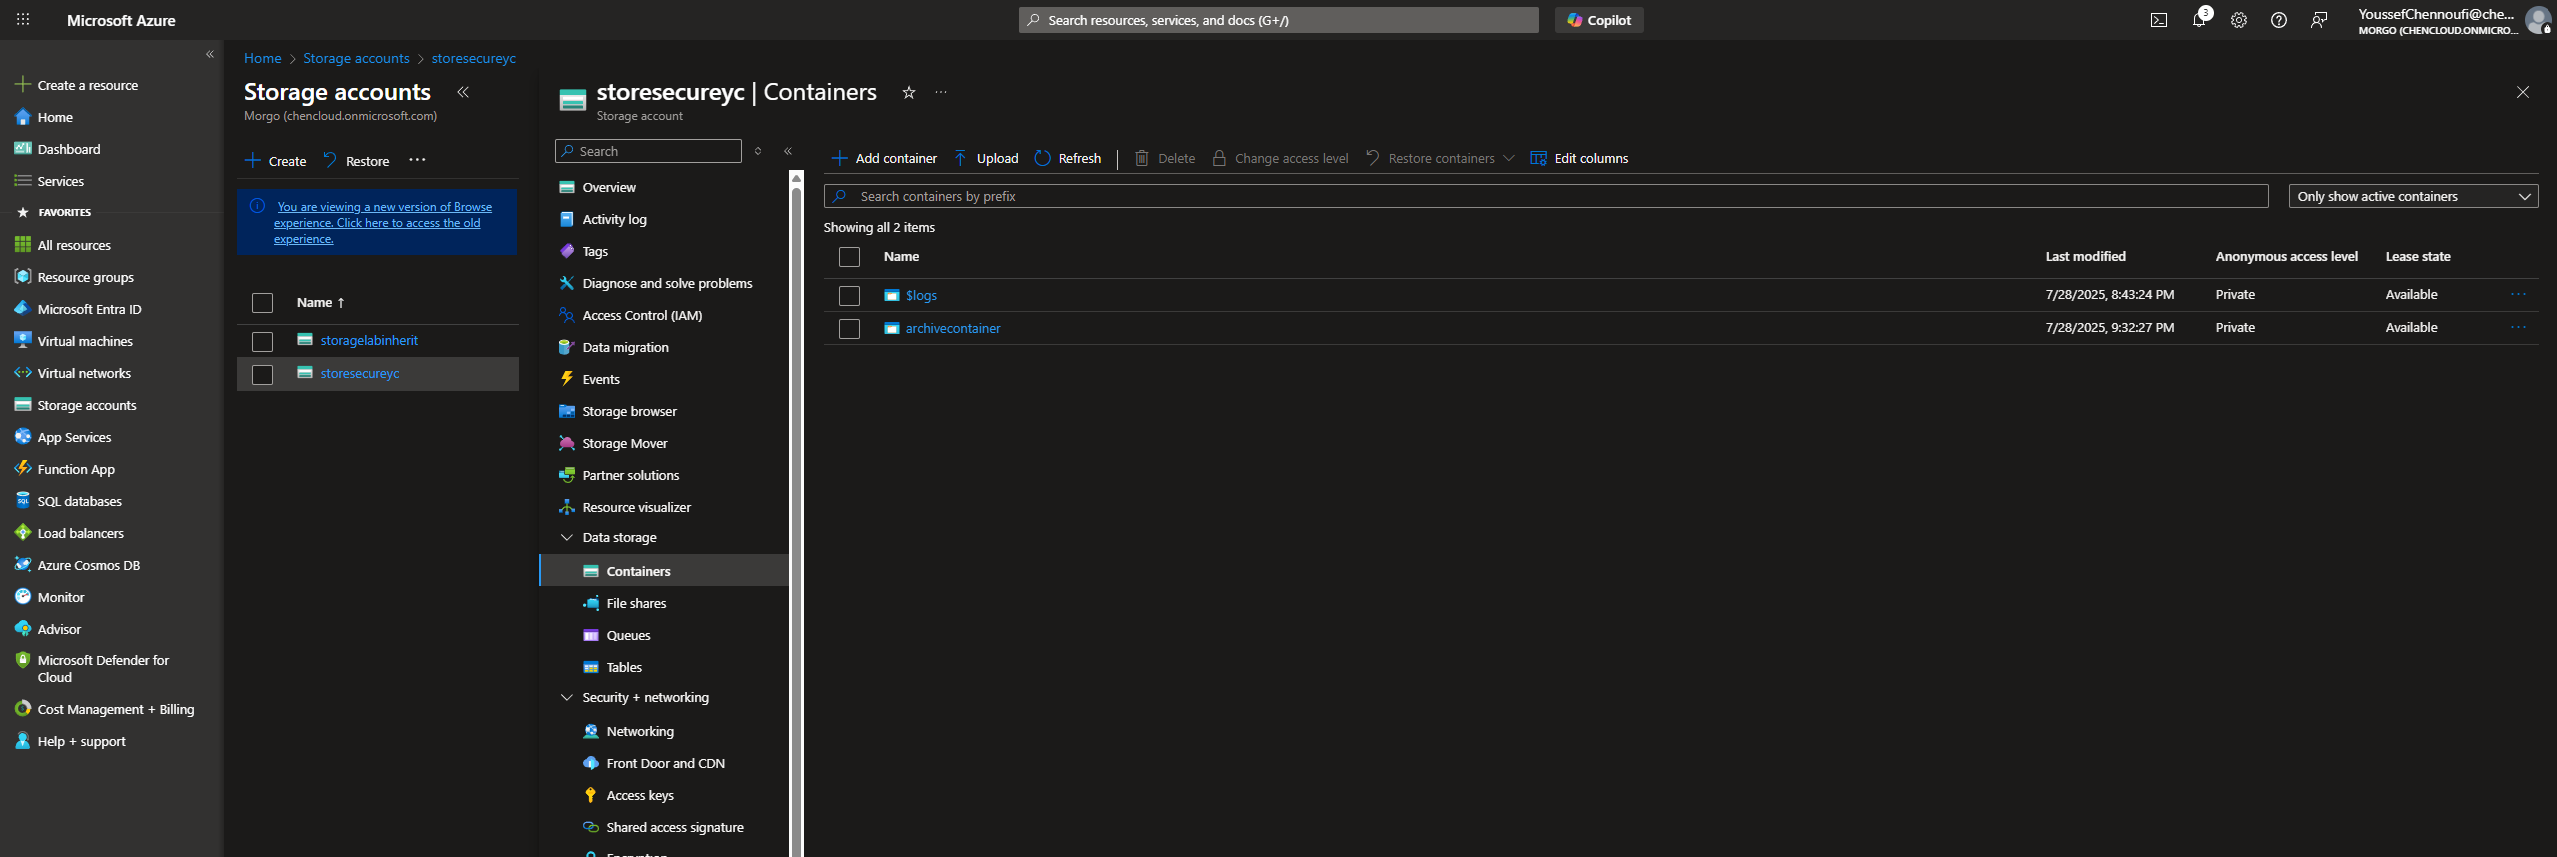 Microsoft Azure
Search resources, services, and docs (G+/)
Copilot
3
YoussefChennoufi@che...
MORGO (CHENCLOUD.ONMICRO...
Create a resource
Home
Dashboard
Services
FAVORITES
All resources
Resource groups
Microsoft Entra ID
Virtual machines
Virtual networks
Storage accounts
App Services
Function App
SQL databases
Load balancers
Azure Cosmos DB
Monitor
Advisor
Microsoft Defender for
Cloud
Cost Management + Billing
Help + support
Home > Storage accounts > storesecureyc
Storage accounts
Morgo (chencloud.onmicrosoft.com)
Create Restore ...
You are viewing a new version of Browse
experience. Click here to access the old
experience.
Name ↑
storagelabinherit
storesecureyc
storesecureyc | Containers
Storage account
Search
Overview
Activity log
Tags
Diagnose and solve problems
Access Control (IAM)
Data migration
Events
Storage browser
Storage Mover
Partner solutions
Resource visualizer
Data storage
Containers
File shares
Queues
Tables
Security + networking
Networking
Front Door and CDN
Access keys
Shared access signature
Add container Upload Refresh Delete Change access level Restore containers Edit columns
Search containers by prefix
Only show active containers
Showing all 2 items
Name Last modified Anonymous access level Lease state
$logs 7/28/2025, 8:43:24 PM Private Available ...
archivecontainer 7/28/2025, 9:32:27 PM Private Available ...